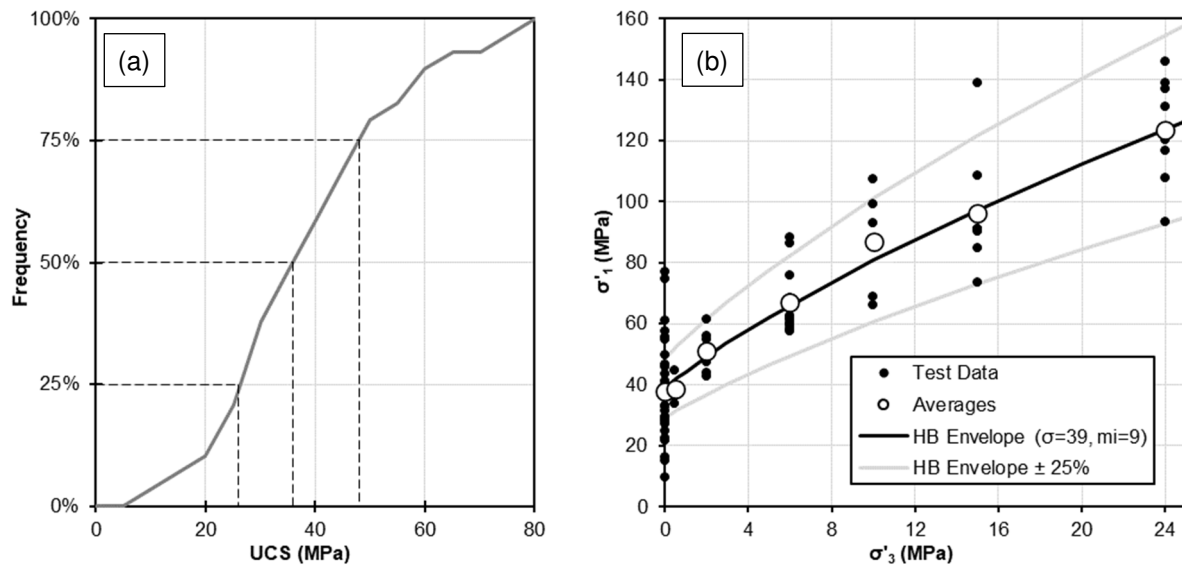 (a)
100%
75%
50%
25%
0%
Frequency
0 20 40 60 80
UCS (MPa)
(b)
160
140
120
100
80
60
40
20
0
σ'1 (MPa)
0 4 8 12 16 20 24
σ'3 (MPa)
Test Data
Averages
HB Envelope (σ=39, mi=9)
HB Envelope ± 25%